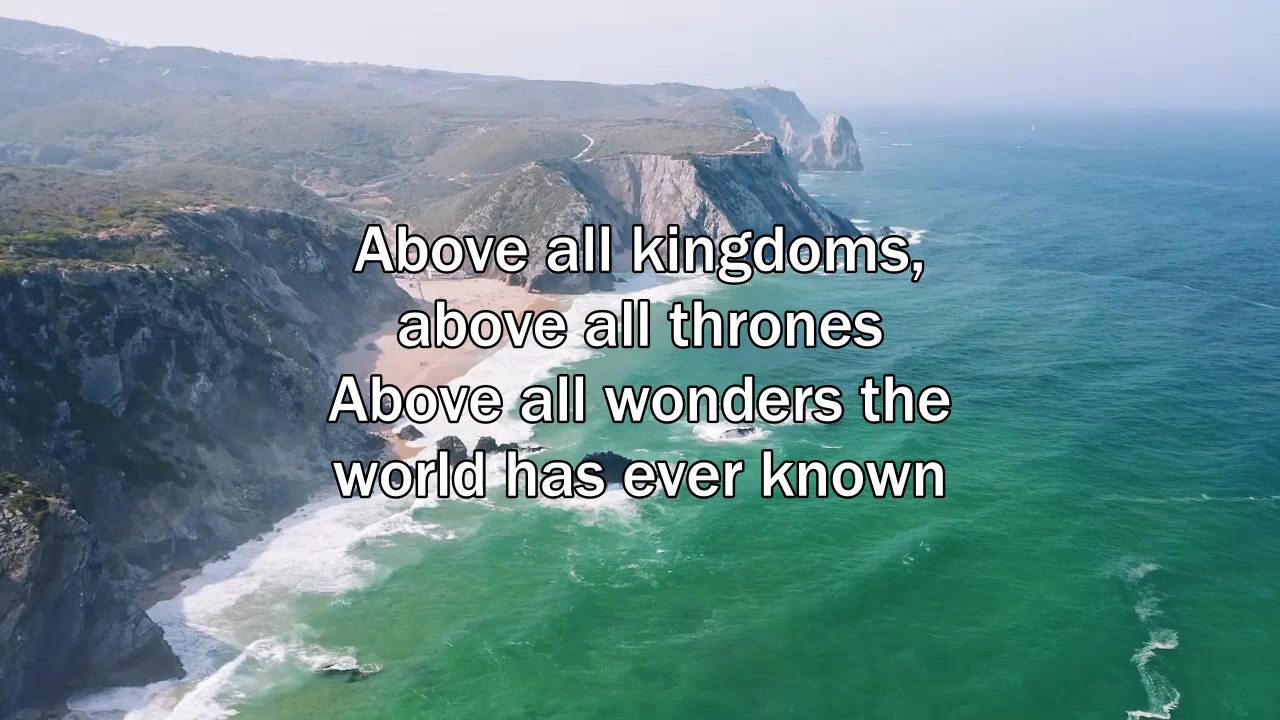 Above all kingdoms,
above all thrones
Above all wonders the
world has ever known